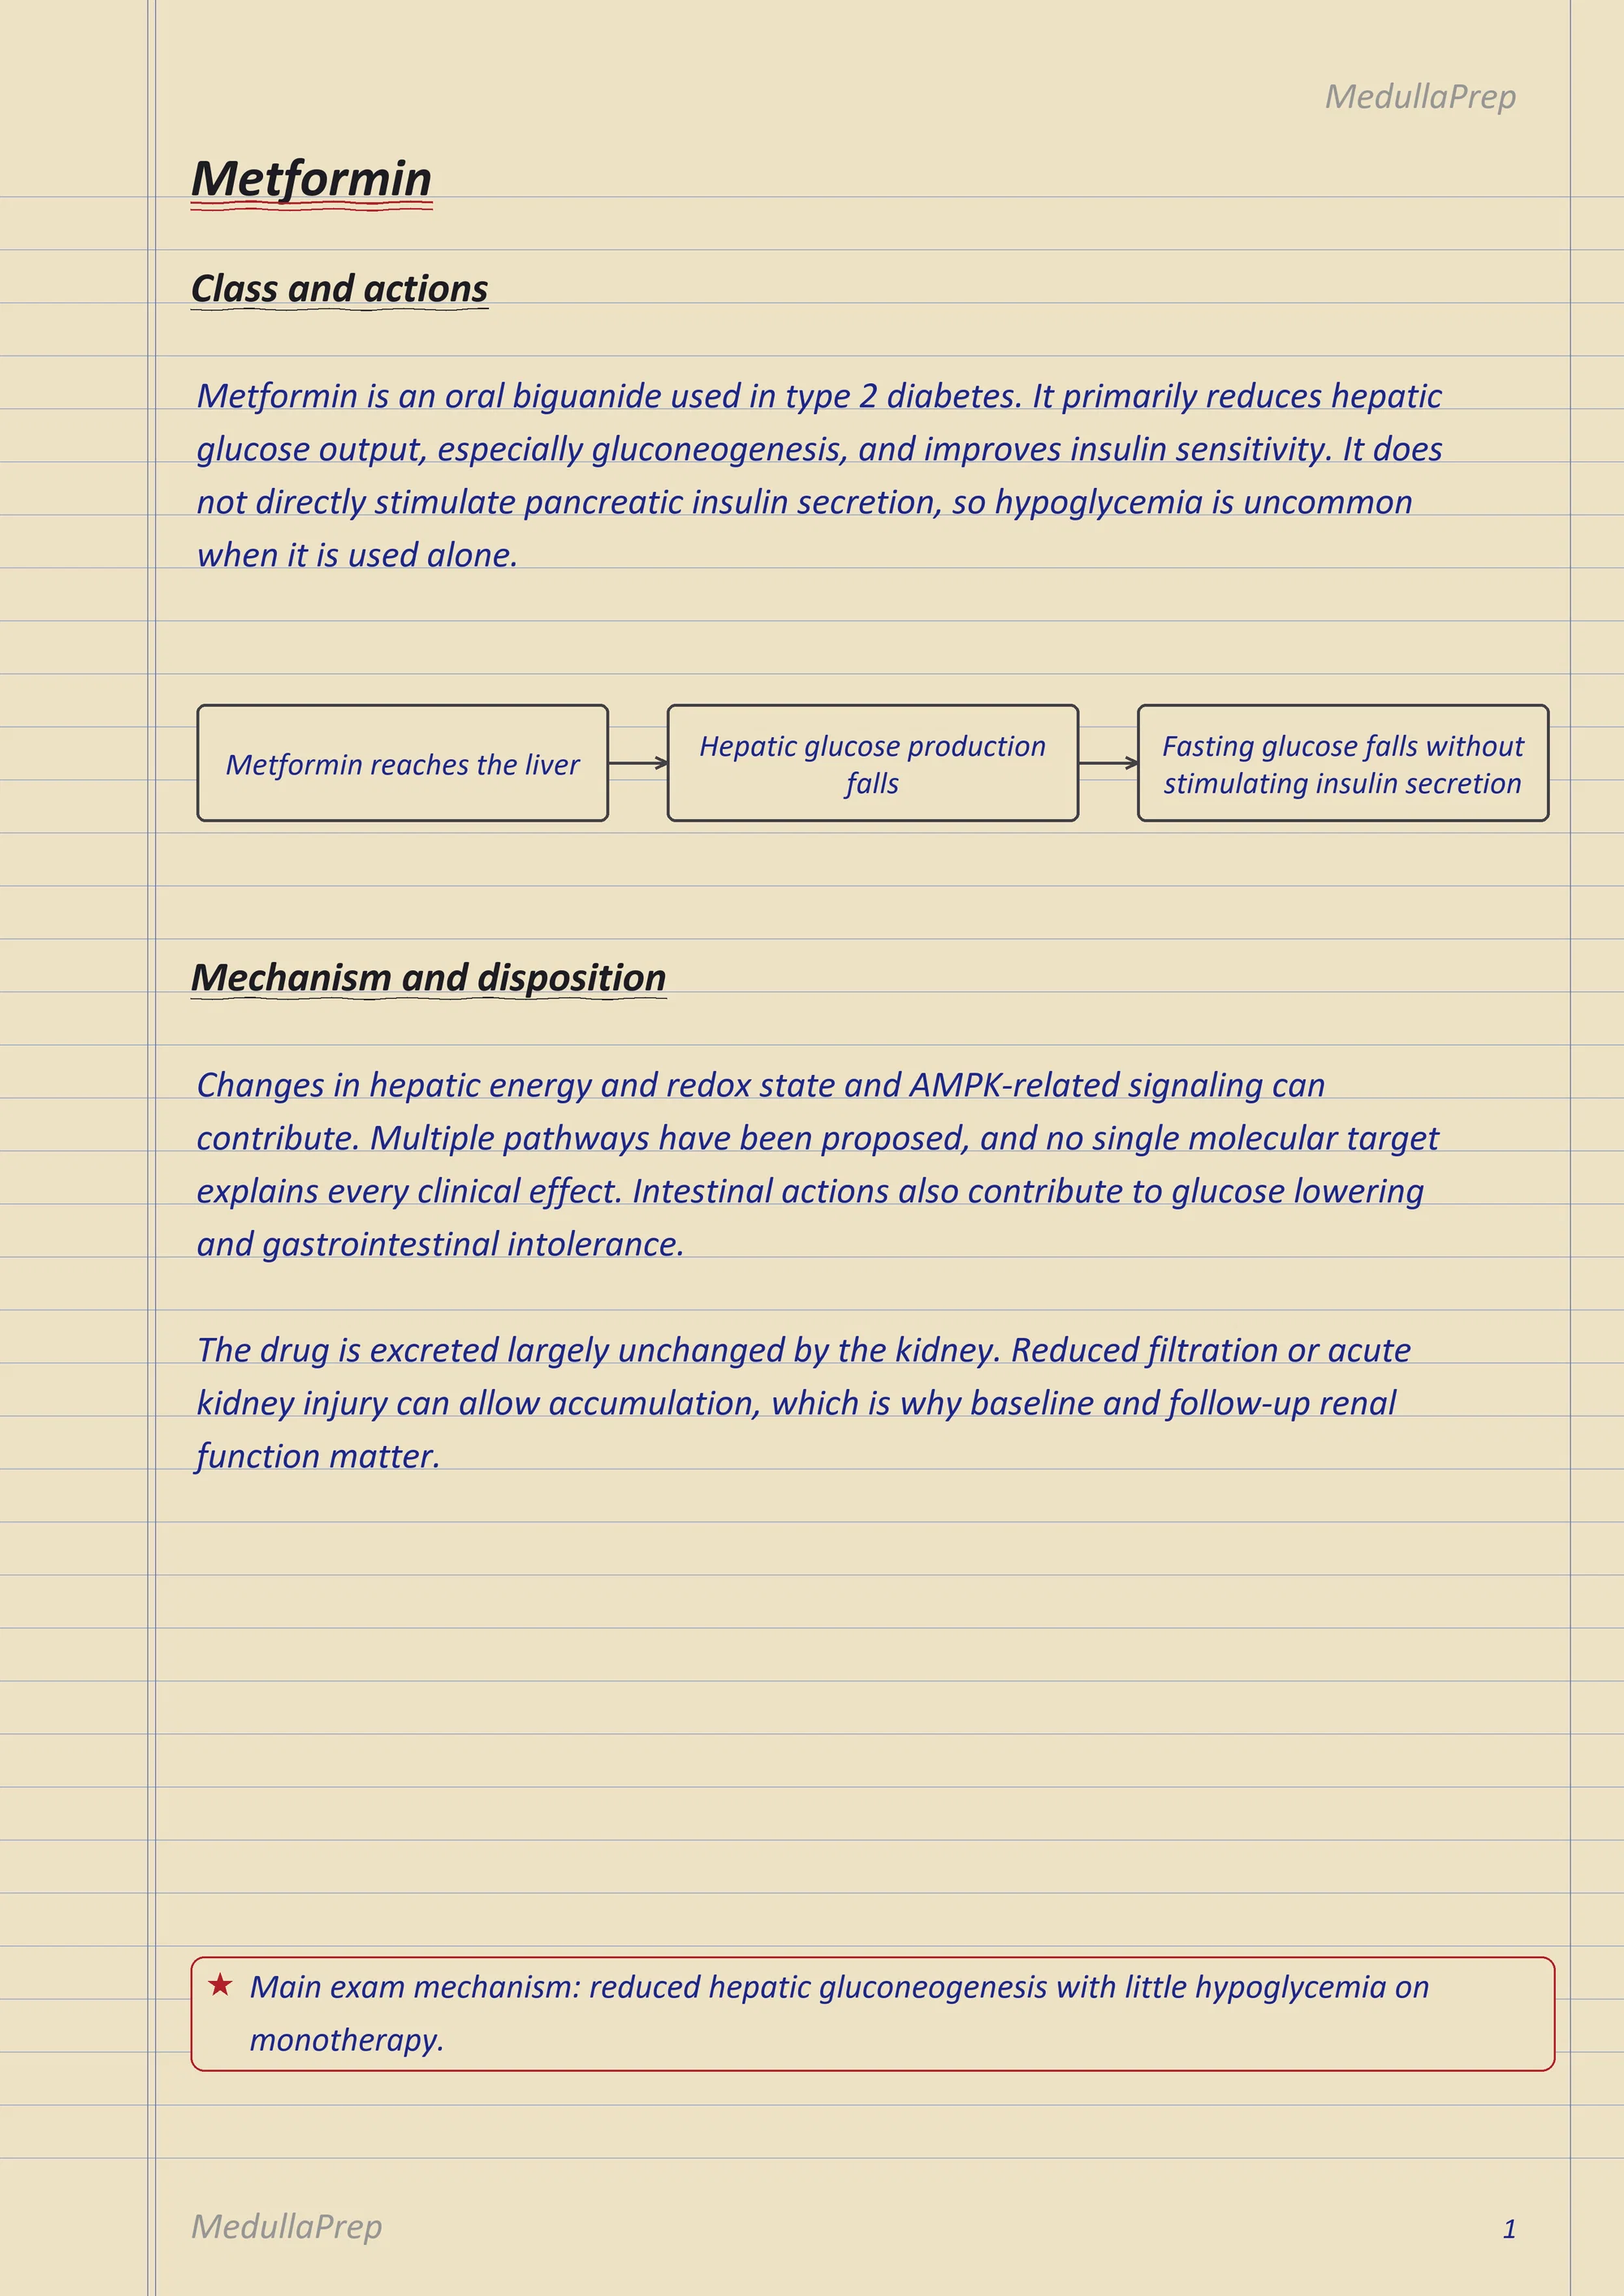 MedullaPrep
Metformin
Class and actions
Metformin is an oral biguanide used in type 2 diabetes. It primarily reduces hepatic
glucose output, especially gluconeogenesis, and improves insulin sensitivity. It does
not directly stimulate pancreatic insulin secretion, so hypoglycemia is uncommon
when it is used alone.
Metformin reaches the liver
Hepatic glucose production
falls
Fasting glucose falls without
stimulating insulin secretion
Mechanism and disposition
Changes in hepatic energy and redox state and AMPK-related signaling can
contribute. Multiple pathways have been proposed, and no single molecular target
explains every clinical effect. Intestinal actions also contribute to glucose lowering
and gastrointestinal intolerance.
The drug is excreted largely unchanged by the kidney. Reduced filtration or acute
kidney injury can allow accumulation, which is why baseline and follow-up renal
function matter.
★ Main exam mechanism: reduced hepatic gluconeogenesis with little hypoglycemia on
monotherapy.
MedullaPrep
1